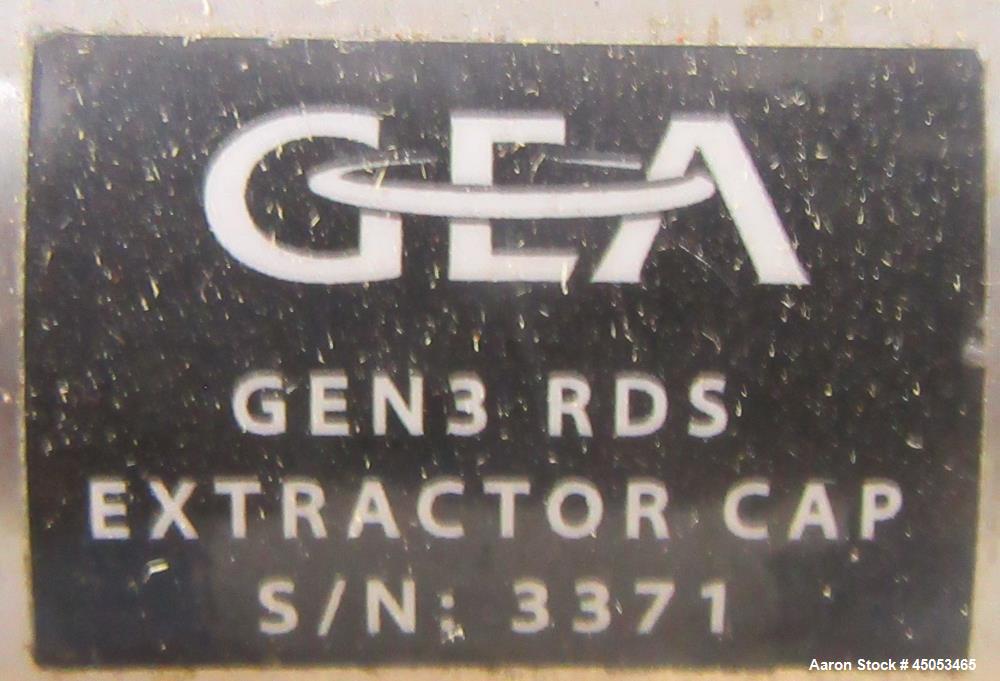 GEA
GEN3 RDS
EXTRACTOR CAP
S/N: 3371
Aaron Stock # 45053465